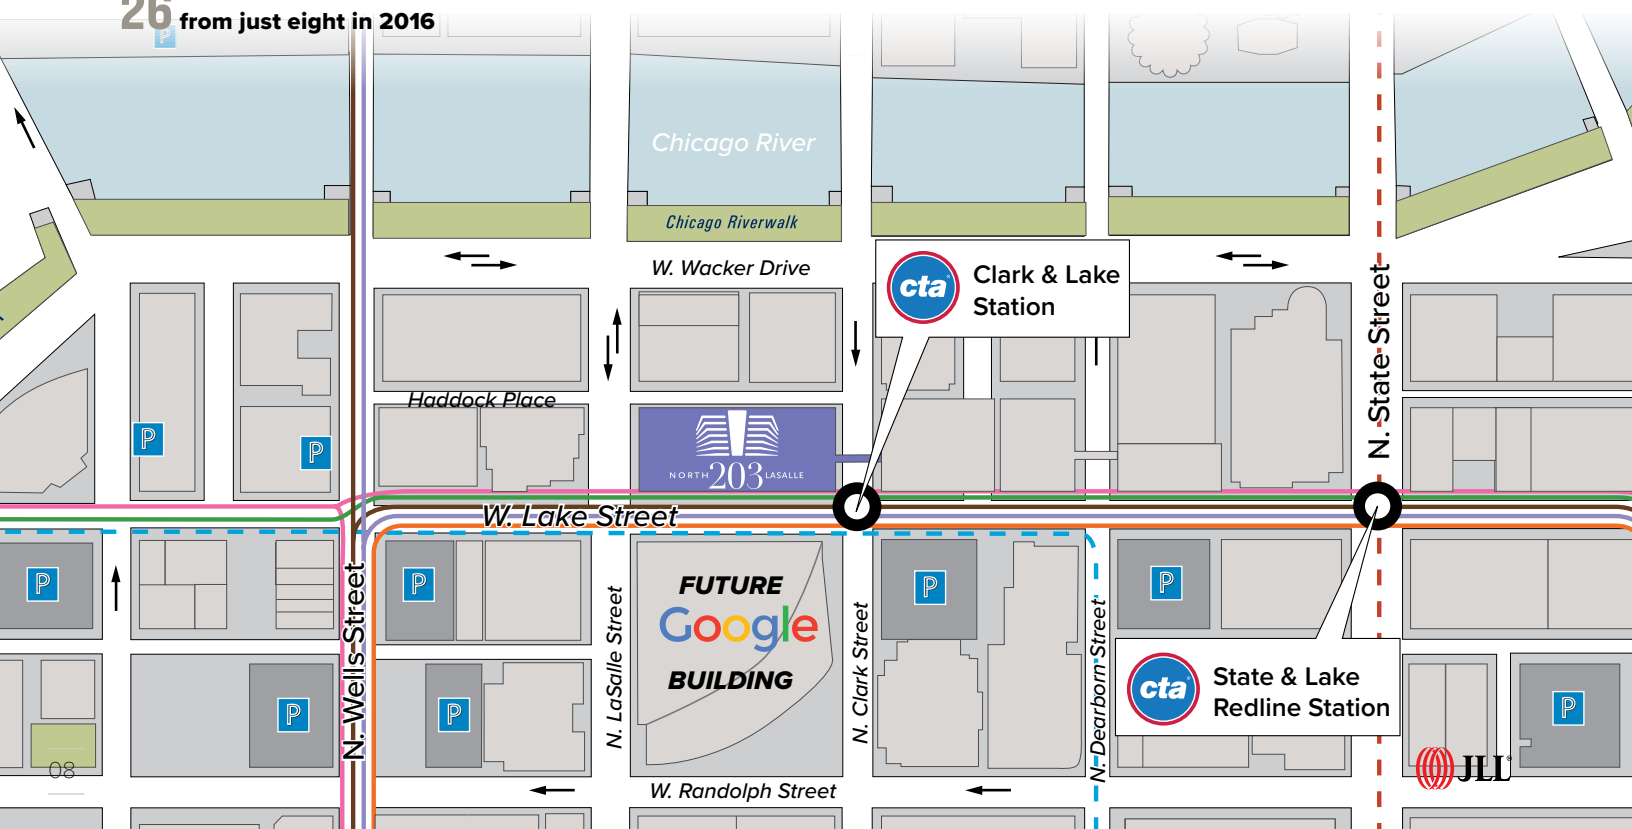 26 from just eight in 2016
P
Chicago River
Chicago Riverwalk
W. Wacker Drive
cta
Clark & Lake
Station
N. State Street
Haddock Place
P
P
NORTH 203 LASALLE
W. Lake Street
P
P
P
P
FUTURE
Google
BUILDING
N. Wells Street
N. LaSalle Street
N. Clark Street
N. Dearborn Street
cta
State & Lake
Redline Station
P
P
P
08
JLL
W. Randolph Street